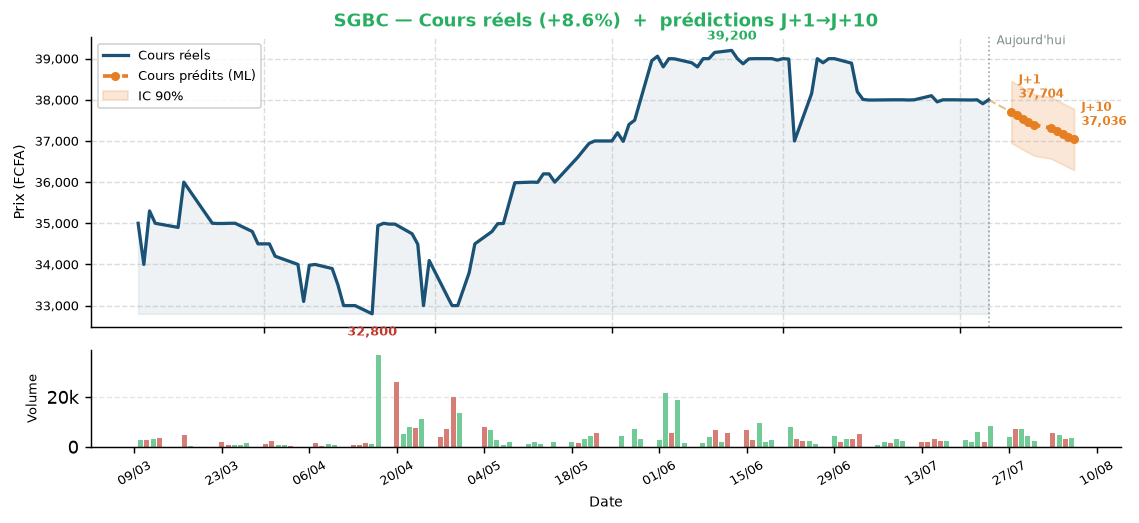 SGBC — Cours réels (+8.6%)  +  prédictions J+1→J+10
39,200
Aujourd'hui
Cours réels
Cours prédits (ML)
IC 90%
J+1
37,704
J+10
37,036
39,000
38,000
37,000
36,000
35,000
34,000
33,000
Prix (FCFA)
32,800
20k
0
Volume
09/03
23/03
06/04
20/04
04/05
18/05
01/06
15/06
29/06
13/07
27/07
10/08
Date